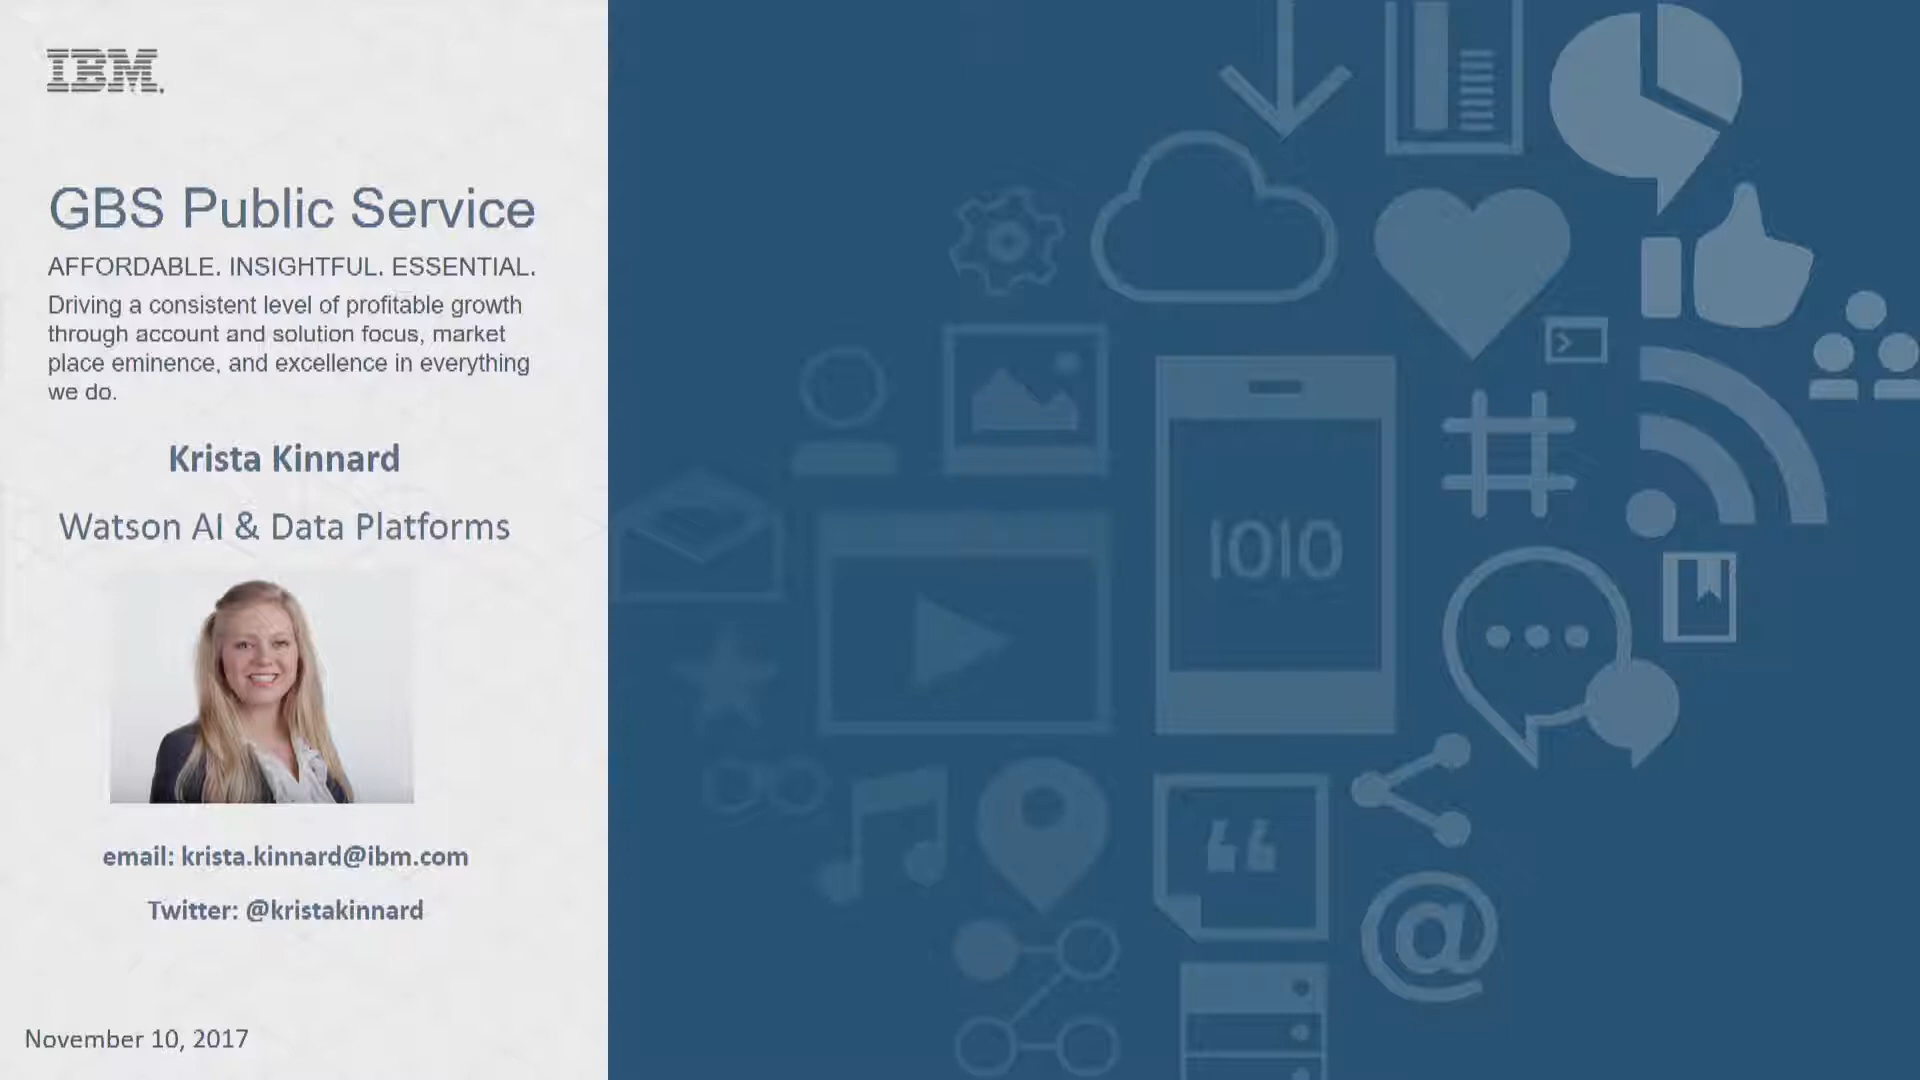 IBM
GBS Public Service
AFFORDABLE. INSIGHTFUL. ESSENTIAL.
Driving a consistent level of profitable growth
through account and solution focus, market
place eminence, and excellence in everything
we do.
Krista Kinnard
Watson AI & Data Platforms
email: krista.kinnard@ibm.com
Twitter: @kristakinnard
November 10, 2017
1010